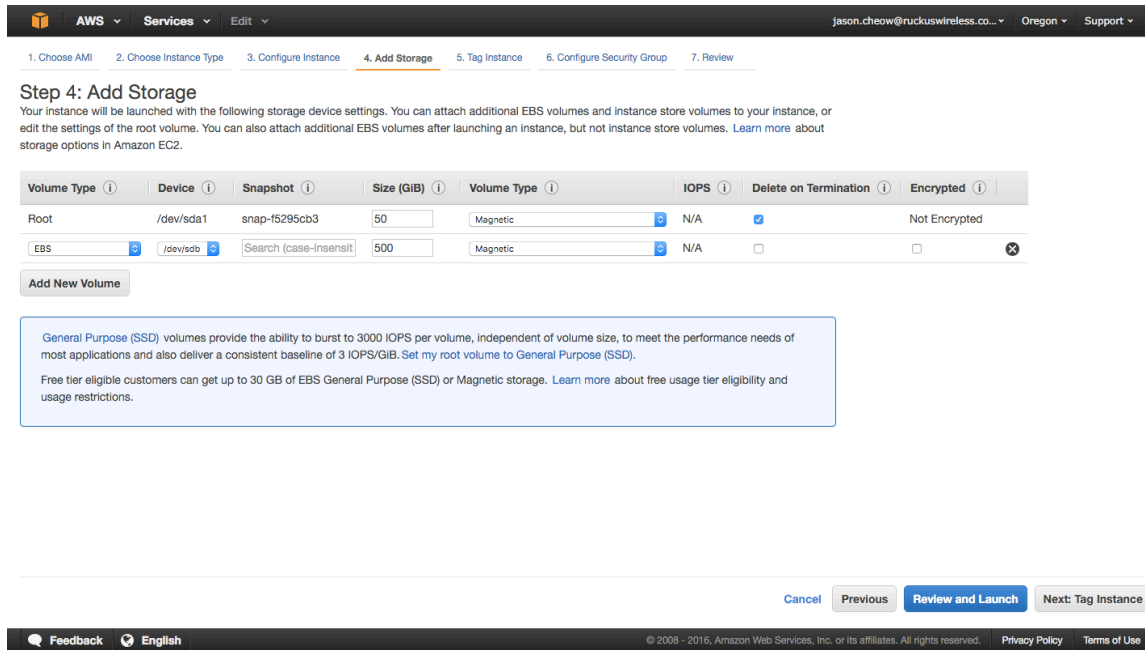 AWS Services Edit jason.cheow@ruckuswireless.co... Oregon Support
1. Choose AMI 2. Choose Instance Type 3. Configure Instance 4. Add Storage 5. Tag Instance 6. Configure Security Group 7. Review
Step 4: Add Storage
Your instance will be launched with the following storage device settings. You can attach additional EBS volumes and instance store volumes to your instance, or
edit the settings of the root volume. You can also attach additional EBS volumes after launching an instance, but not instance store volumes. Learn more about
storage options in Amazon EC2.
Volume Type Device Snapshot Size (GiB) Volume Type IOPS Delete on Termination Encrypted
Root /dev/sda1 snap-f5295cb3 50 Magnetic N/A Not Encrypted
EBS /dev/sdb Search (case-insensit 500 Magnetic N/A
Add New Volume
General Purpose (SSD) volumes provide the ability to burst to 3000 IOPS per volume, independent of volume size, to meet the performance needs of
most applications and also deliver a consistent baseline of 3 IOPS/GiB. Set my root volume to General Purpose (SSD).
Free tier eligible customers can get up to 30 GB of EBS General Purpose (SSD) or Magnetic storage. Learn more about free usage tier eligibility and
usage restrictions.
Cancel Previous Review and Launch Next: Tag Instance
Feedback English © 2008 - 2016, Amazon Web Services, Inc. or its affiliates. All rights reserved. Privacy Policy Terms of Use